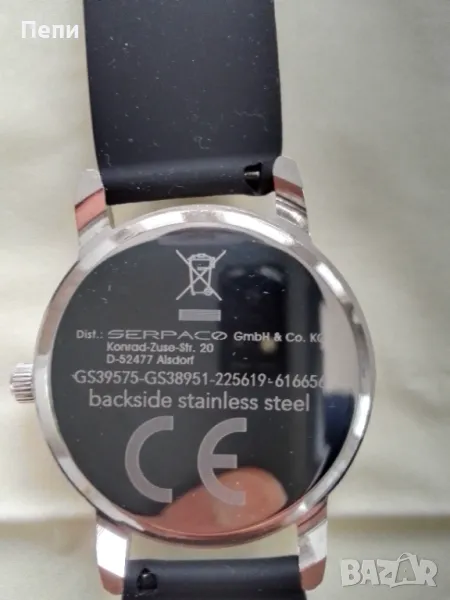 Пепи
Dist.: SERPACO GmbH & Co. KG
Konrad-Zuse-Str. 20
D-52477 Alsdorf
GS39575-GS38951-225619-616656
backside stainless steel
CE
BAZAR